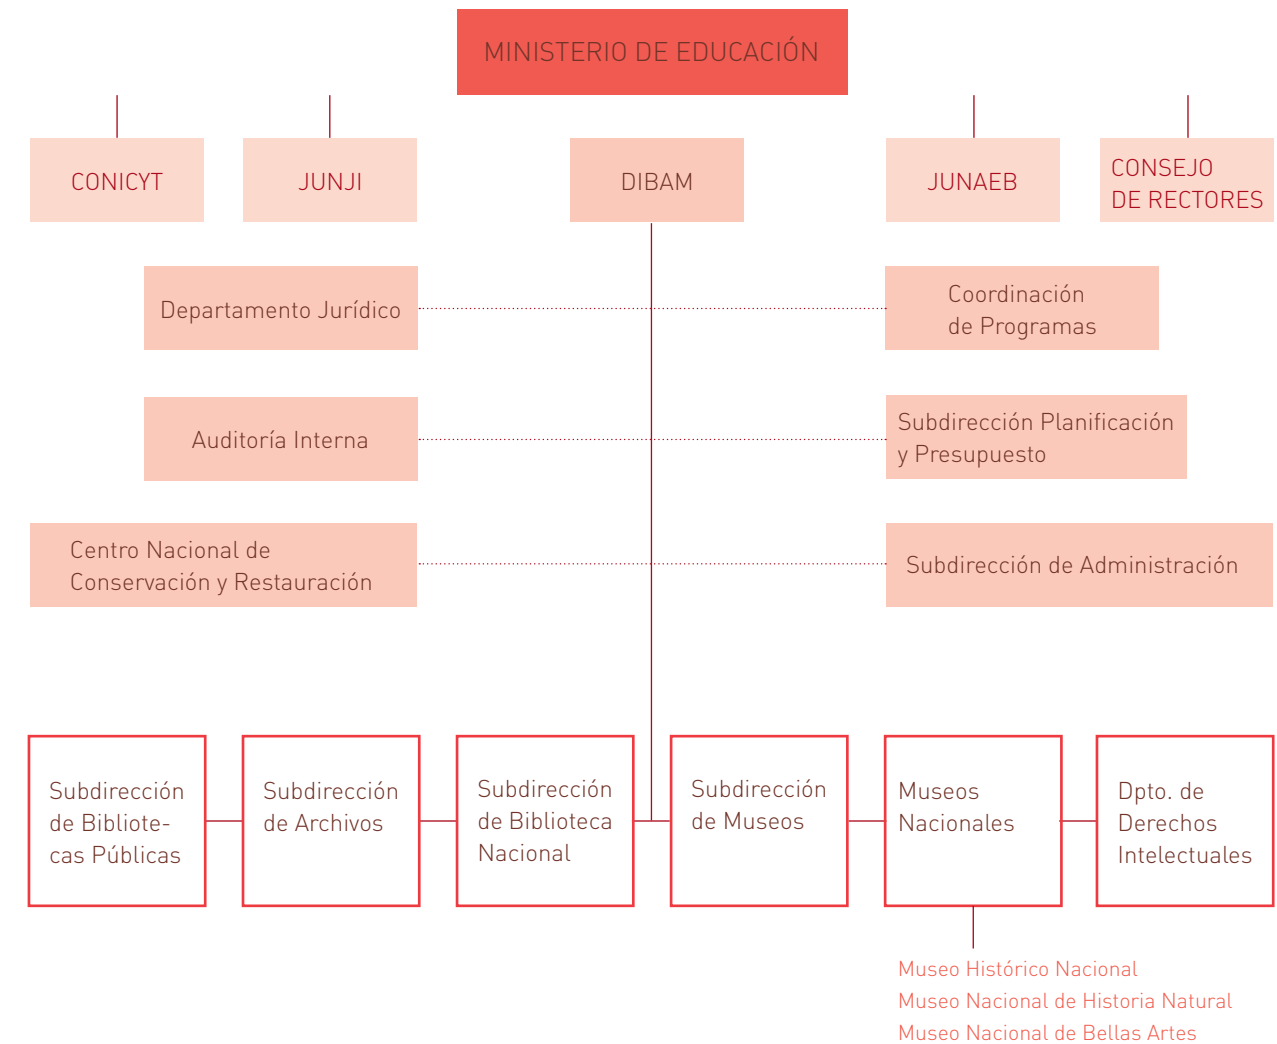 MINISTERIO DE EDUCACIÓN
CONICYT
JUNJI
DIBAM
JUNAEB
CONSEJO
DE RECTORES
Departamento Jurídico
Coordinación
de Programas
Auditoría Interna
Subdirección Planificación
y Presupuesto
Centro Nacional de
Conservación y Restauración
Subdirección de Administración
Subdirección
de Bibliote-
cas Públicas
Subdirección
de Archivos
Subdirección
de Biblioteca
Nacional
Subdirección
de Museos
Museos
Nacionales
Dpto. de
Derechos
Intelectuales
Museo Histórico Nacional
Museo Nacional de Historia Natural
Museo Nacional de Bellas Artes